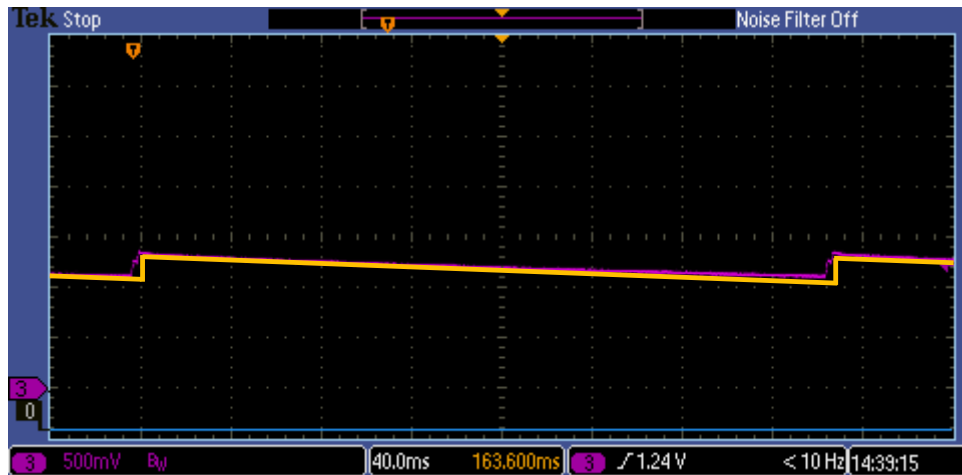 Tek Stop
Noise Filter Off
T
T
3
0
3 500mV BW
40.0ms 163.600ms
3 1.24 V
< 10 Hz
14:39:15